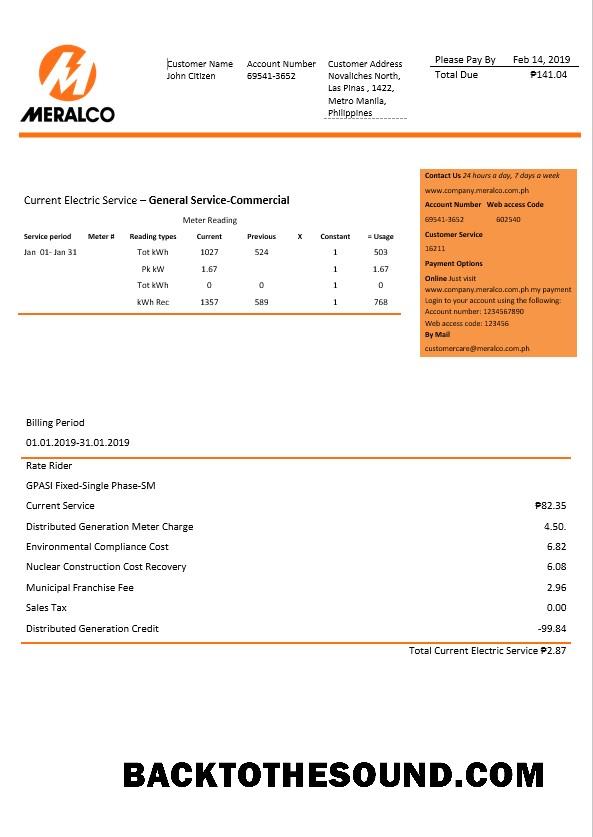 MERALCO
Customer Name
John Citizen
Account Number
69541-3652
Customer Address
Novaliches North,
Las Pinas , 1422,
Metro Manila,
Philippines
Please Pay By Feb 14, 2019
Total Due ₱141.04
Current Electric Service – General Service-Commercial
Meter Reading
Service period Meter # Reading types Current Previous X Constant = Usage
Jan 01- Jan 31 Tot kWh 1027 524 1 503
Pk kW 1.67 1 1.67
Tot kWh 0 0 1 0
kWh Rec 1357 589 1 768
Contact Us 24 hours a day, 7 days a week
www.company.meralco.com.ph
Account Number Web access Code
69541-3652 602540
Customer Service
16211
Payment Options
Online Just visit
www.company.meralco.com.ph my payment
Login to your account using the following:
Account number: 1234567890
Web access code: 123456
By Mail
customercare@meralco.com.ph
Billing Period
01.01.2019-31.01.2019
Rate Rider
GPASI Fixed-Single Phase-SM
Current Service ₱82.35
Distributed Generation Meter Charge 4.50.
Environmental Compliance Cost 6.82
Nuclear Construction Cost Recovery 6.08
Municipal Franchise Fee 2.96
Sales Tax 0.00
Distributed Generation Credit -99.84
Total Current Electric Service ₱2.87
BACKTOTHESOUND.COM